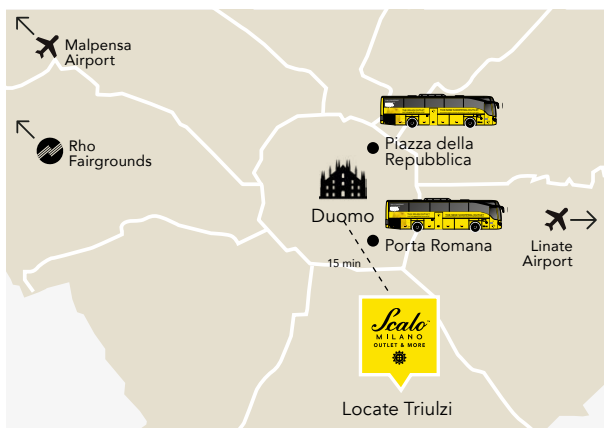 Malpensa
Airport
Rho
Fairgrounds
Piazza della
Repubblica
Duomo
Porta Romana
Linate
Airport
15 min
Scalo™
MILANO
OUTLET & MORE
Locate Triulzi